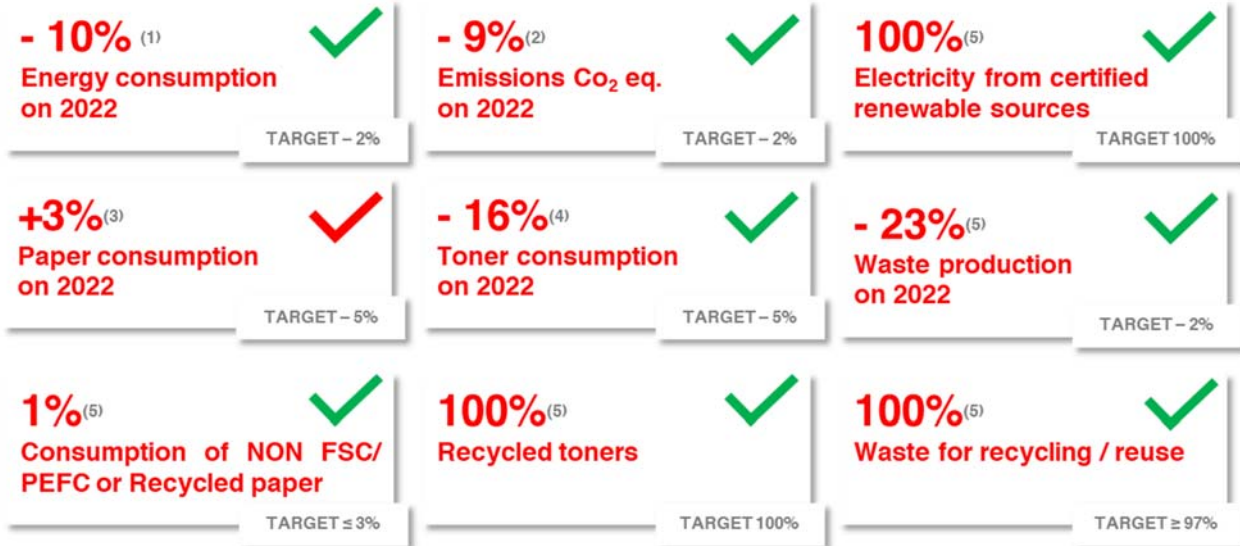 - 10% (1)
Energy consumption
on 2022
TARGET – 2%
- 9%(2)
Emissions Co₂ eq.
on 2022
TARGET – 2%
100%(5)
Electricity from certified
renewable sources
TARGET 100%
+3%(3)
Paper consumption
on 2022
TARGET – 5%
- 16%(4)
Toner consumption
on 2022
TARGET – 5%
- 23%(5)
Waste production
on 2022
TARGET – 2%
1%(5)
Consumption of NON FSC/
PEFC or Recycled paper
TARGET ≤ 3%
100%(5)
Recycled toners
TARGET 100%
100%(5)
Waste for recycling / reuse
TARGET ≥ 97%